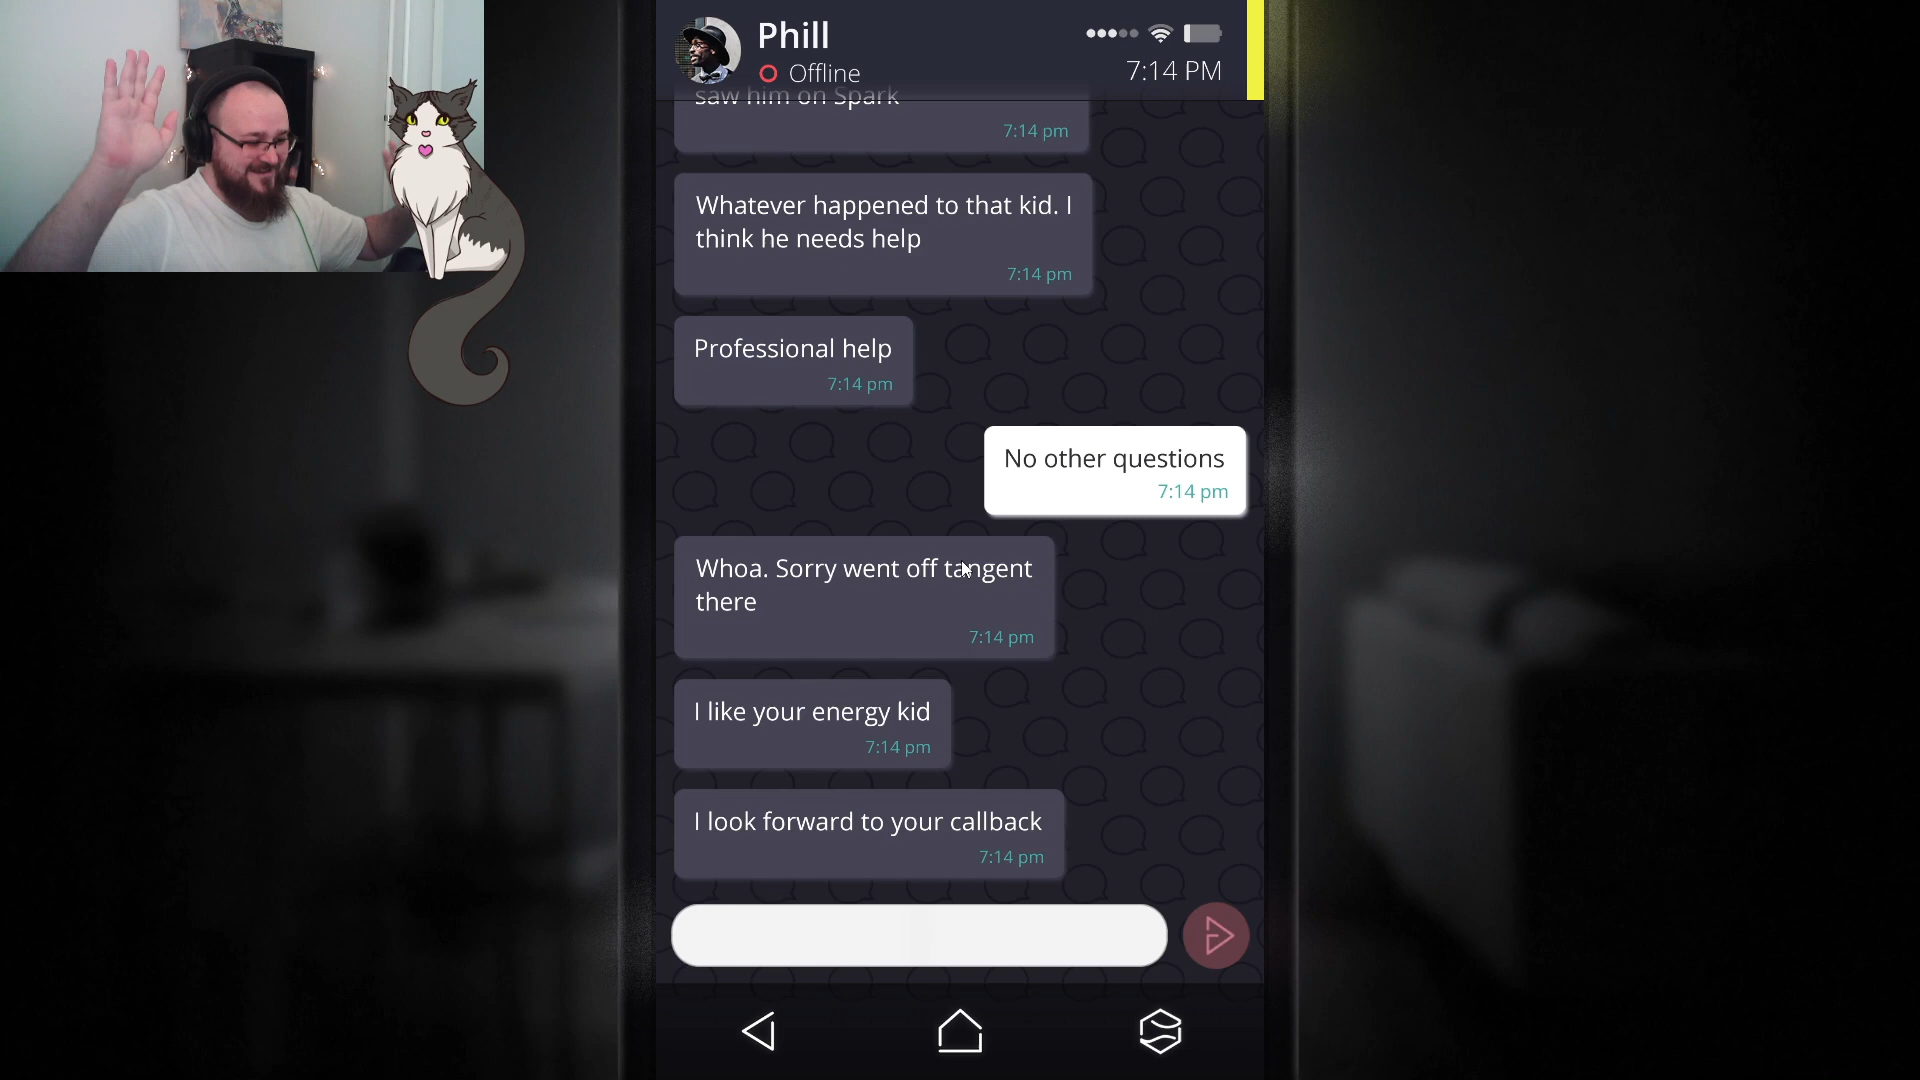 Phill
Offline
7:14 PM
saw him on Spark
7:14 pm
Whatever happened to that kid. I
think he needs help
7:14 pm
Professional help
7:14 pm
No other questions
7:14 pm
Whoa. Sorry went off tangent
there
7:14 pm
I like your energy kid
7:14 pm
I look forward to your callback
7:14 pm